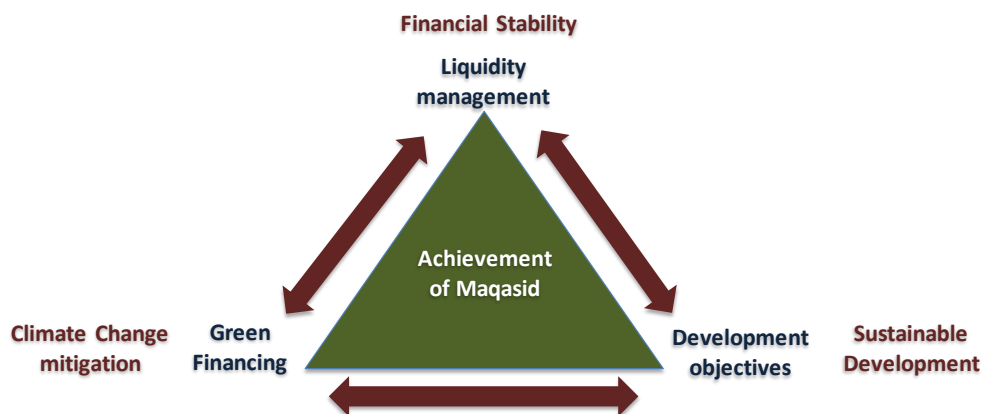 Financial Stability
Liquidity
management
Achievement
of Maqasid
Climate Change
mitigation
Green
Financing
Development
objectives
Sustainable
Development